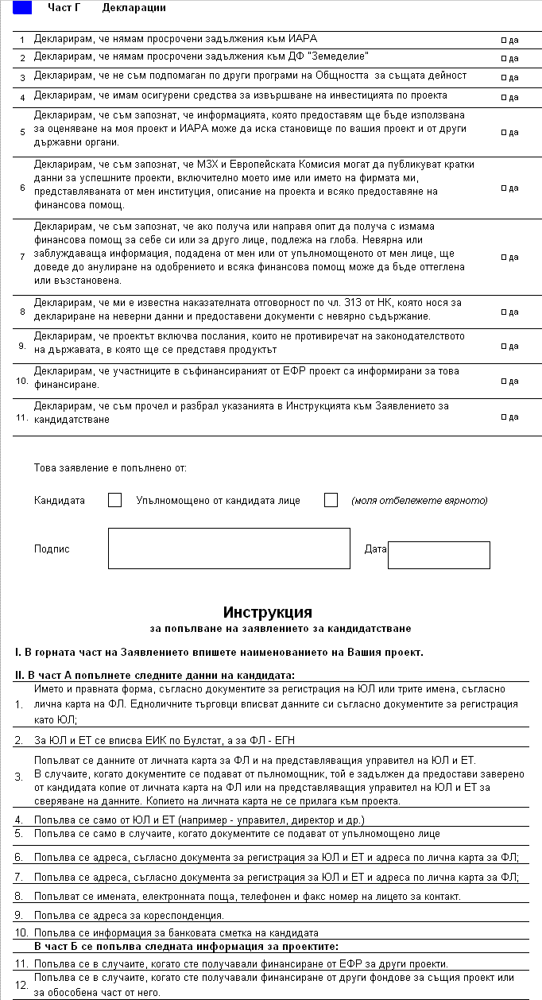 Част Г Декларации
1 Декларирам, че нямам просрочени задължения към ИАРА да
2 Декларирам, че нямам просрочени задължения към ДФ "Земеделие" да
3 Декларирам, че не съм подпомаган по други програми на Общността за същата дейност да
4 Декларирам, че имам осигурени средства за извършване на инвестицията по проекта да
Декларирам, че съм запознат, че информацията, която предоставям ще бъде използвана
5 за оценяване на моя проект и ИАРА може да иска становище по вашия проект и от други да
държавни органи.
Декларирам, че съм запознат, че МЗХ и Европейската Комисия могат да публикуват кратки
данни за успешните проекти, включително моето име или името на фирмата ми,
6 представляваната от мен институция, описание на проекта и всяко предоставяне на да
финансова помощ.
Декларирам, че съм запознат, че ако получа или направя опит да получа с измама
финансова помощ за себе си или за друго лице, подлежа на глоба. Невярна или
7 заблуждаваща информация, подадена от мен или от упълномощеното от мен лице, ще да
доведе до анулиране на одобрението и всяка финансова помощ може да бъде оттеглена
или възстановена.
Декларирам, че ми е известна наказателната отговорност по чл. 313 от НК, която нося за
8 деклариране на неверни данни и предоставени документи с невярно съдържание. да
Декларирам, че проектът включва послания, които не противиречат на законодателството
9. на държавата, в която ще се представя продуктът да
Декларирам, че участниците в съфинансираният от ЕФР проект са информирани за това
10. финансиране. да
Декларирам, че съм прочел и разбрал указанията в Инструкцията към Заявлението за
11. кандидатстване да
Това заявление е попълнено от:
Кандидата Упълномощено от кандидата лице (моля отбележете вярното)
Подпис Дата
Инструкция
за попълване на заявлението за кандидатстване
I. В горната част на Заявлението впишете наименованието на Вашия проект.
II. В част А попълнете следните данни на кандидата:
Името и правната форма, съгласно документите за регистрация на ЮЛ или трите имена, съгласно
1. лична карта на ФЛ. Едноличните търговци вписват данните си съгласно документите за регистрация
като ЮЛ;
2. За ЮЛ и ЕТ се вписва ЕИК по Булстат, а за ФЛ - ЕГН
Попълват се данните от личната карта за ФЛ и на представляващия управител на ЮЛ и ЕТ.
3. В случаите, когато документите се подават от пълномощник, той е задължен да предостави заверено
от кандидата копие от личната карта на ФЛ или на представляващия управител на ЮЛ и ЕТ за
сверяване на данните. Копието на личната карта не се прилага към проекта.
4. Попълва се само от ЮЛ и ЕТ (например - управител, директор и др.)
5. Попълва се само в случаите, когато документите се подават от упълномощено лице
6. Попълва се адреса, съгласно документа за регистрация за ЮЛ и ЕТ и адреса по лична карта за ФЛ;
7. Попълва се адреса, съгласно документа за регистрация за ЮЛ и ЕТ и адреса по лична карта за ФЛ;
8. Попълват се имената, електронната поща, телефонен и факс номер на лицето за контакт.
9. Попълва се адреса за кореспонденция.
10. Попълва се информация за банковата сметка на кандидата
В част Б се попълва следната информация за проектите:
11. Попълва се в случаите, когато сте получавали финансиране от ЕФР за други проекти.
12. Попълва се в случаите, когато сте получавали финансиране от други фондове за същия проект или
за обособена част от него.